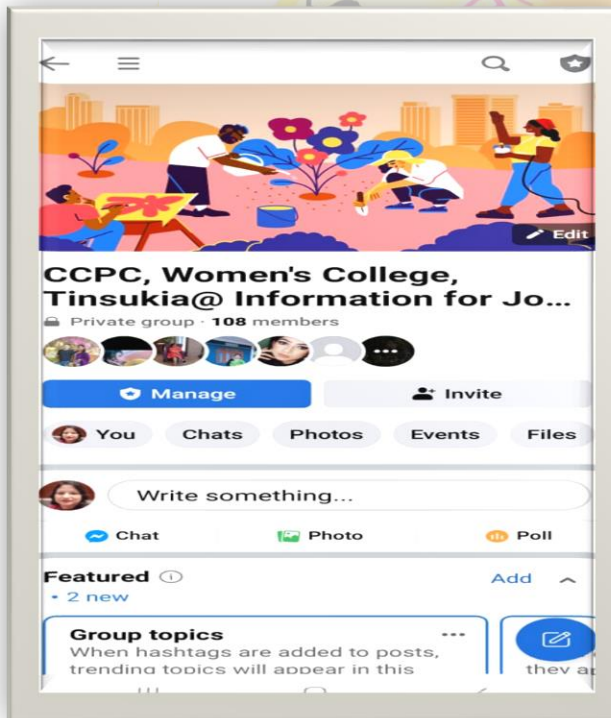 Edit
CCPC, Women's College,
Tinsukia@ Information for Jo...
Private group · 108 members
Manage
Invite
You
Chats
Photos
Events
Files
Write something...
Chat
Photo
Poll
Featured
Add
• 2 new
Group topics
When hashtags are added to posts,
trending topics will appear in this